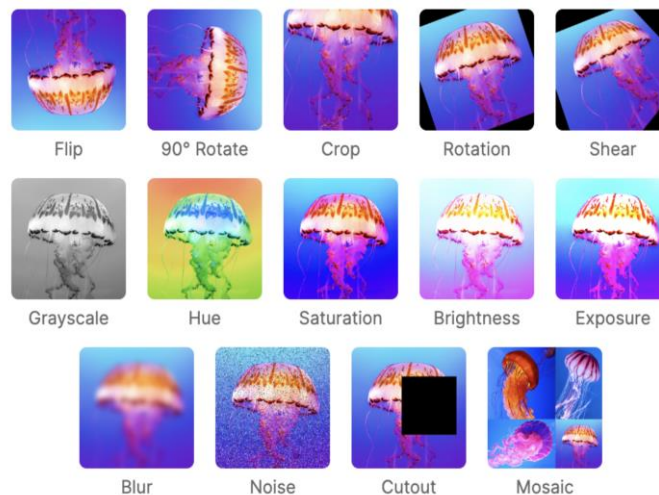 Flip
90° Rotate
Crop
Rotation
Shear
Grayscale
Hue
Saturation
Brightness
Exposure
Blur
Noise
Cutout
Mosaic